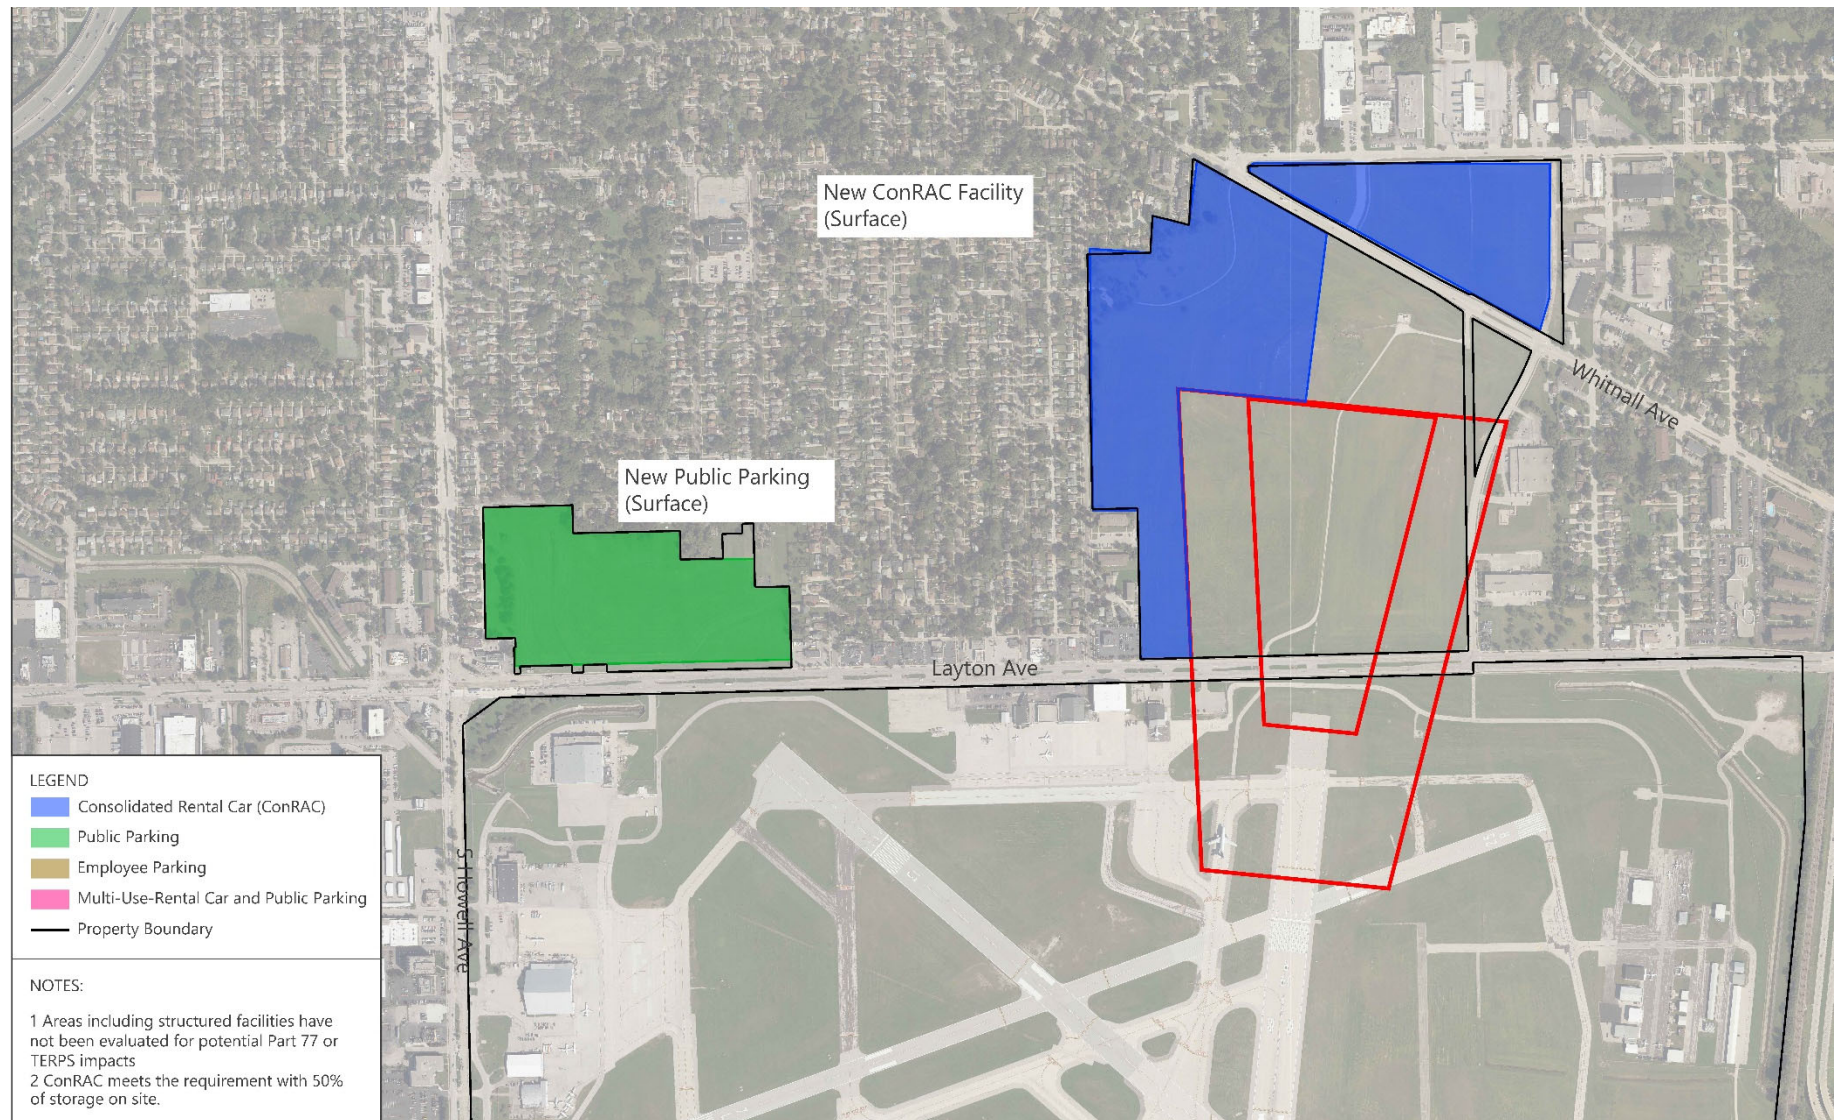 New ConRAC Facility
(Surface)
New Public Parking
(Surface)
Whitnall Ave
Layton Ave
S Howell Ave
LEGEND
Consolidated Rental Car (ConRAC)
Public Parking
Employee Parking
Multi-Use-Rental Car and Public Parking
Property Boundary
NOTES:
1 Areas including structured facilities have
not been evaluated for potential Part 77 or
TERPS impacts
2 ConRAC meets the requirement with 50%
of storage on site.